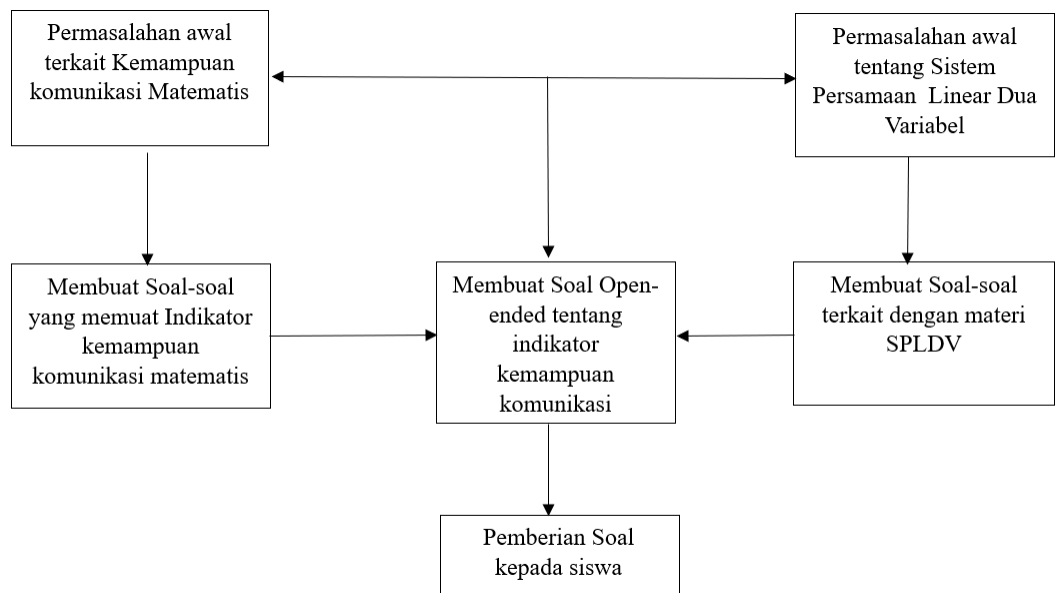 Permasalahan awal
terkait Kemampuan
komunikasi Matematis
Permasalahan awal
tentang Sistem
Persamaan  Linear Dua
Variabel
Membuat Soal-soal
yang memuat Indikator
kemampuan
komunikasi matematis
Membuat Soal Open-
ended tentang
indikator
kemampuan
komunikasi
Membuat Soal-soal
terkait dengan materi
SPLDV
Pemberian Soal
kepada siswa